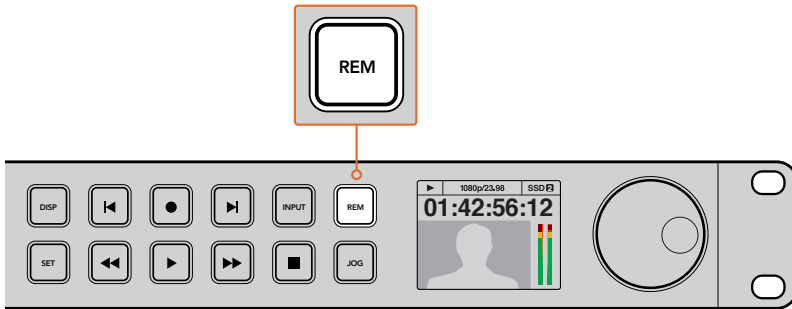 REM
DISP
INPUT
REM
1080p/23.98
SSD 2
01:42:56:12
SET
JOG